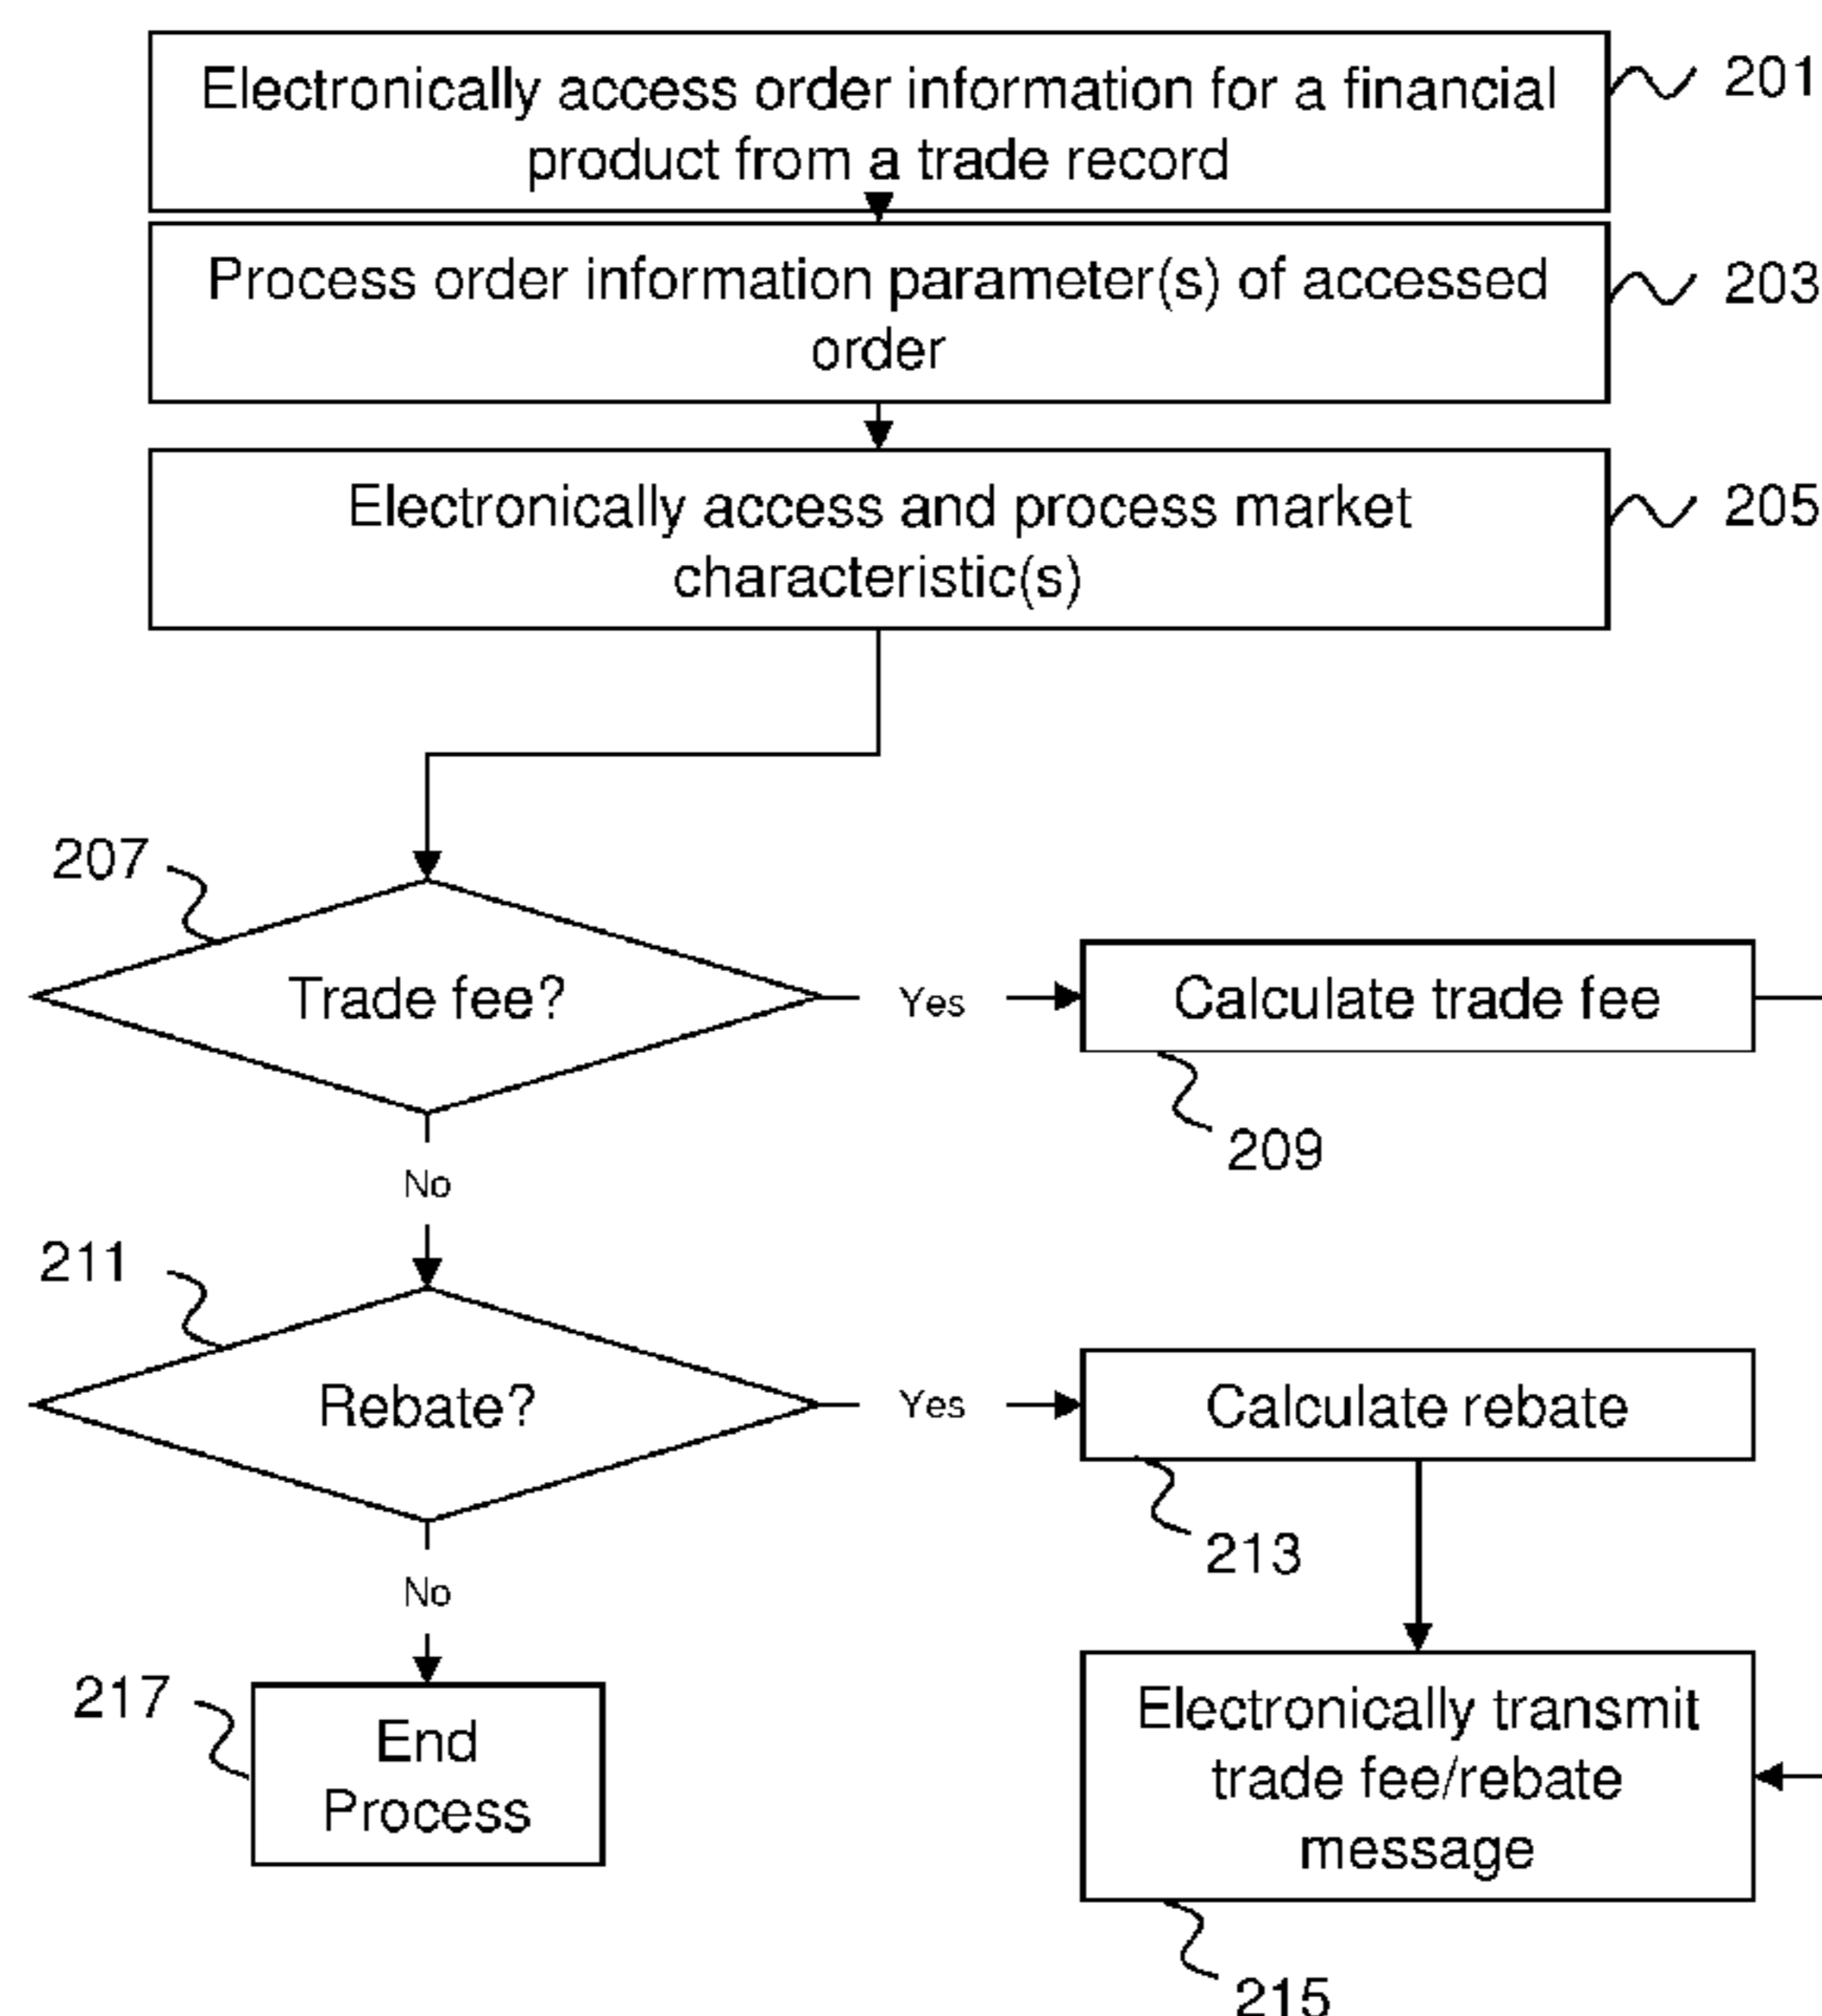 Electronically access order information for a financial
product from a trade record
201
Process order information parameter(s) of accessed
order
203
Electronically access and process market
characteristic(s)
205
207
Trade fee?
Yes
Calculate trade fee
209
No
211
Rebate?
Yes
Calculate rebate
213
No
217
End
Process
Electronically transmit
trade fee/rebate
message
215